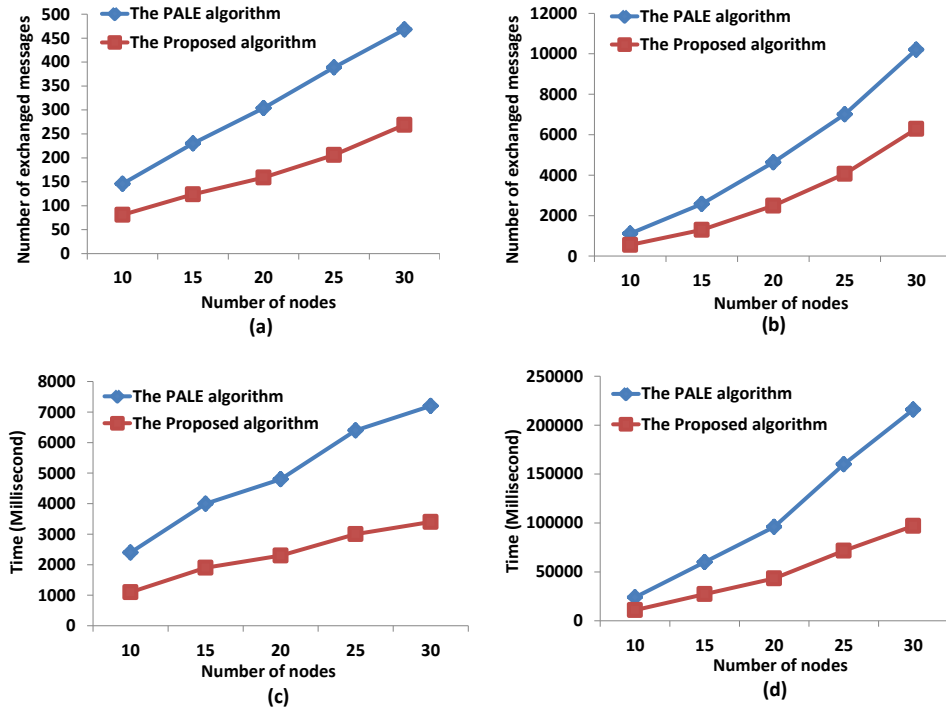 500
450
400
350
300
250
200
150
100
50
0
Number of exchanged messages
The PALE algorithm
The Proposed algorithm
10 15 20 25 30
Number of nodes
(a)
12000
10000
8000
6000
4000
2000
0
Number of exchanged messages
The PALE algorithm
The Proposed algorithm
10 15 20 25 30
Number of nodes
(b)
8000
7000
6000
5000
4000
3000
2000
1000
0
Time (Millisecond)
The PALE algorithm
The Proposed algorithm
10 15 20 25 30
Number of nodes
(c)
250000
200000
150000
100000
50000
0
Time (Millisecond)
The PALE algorithm
The Proposed algorithm
10 15 20 25 30
Number of nodes
(d)